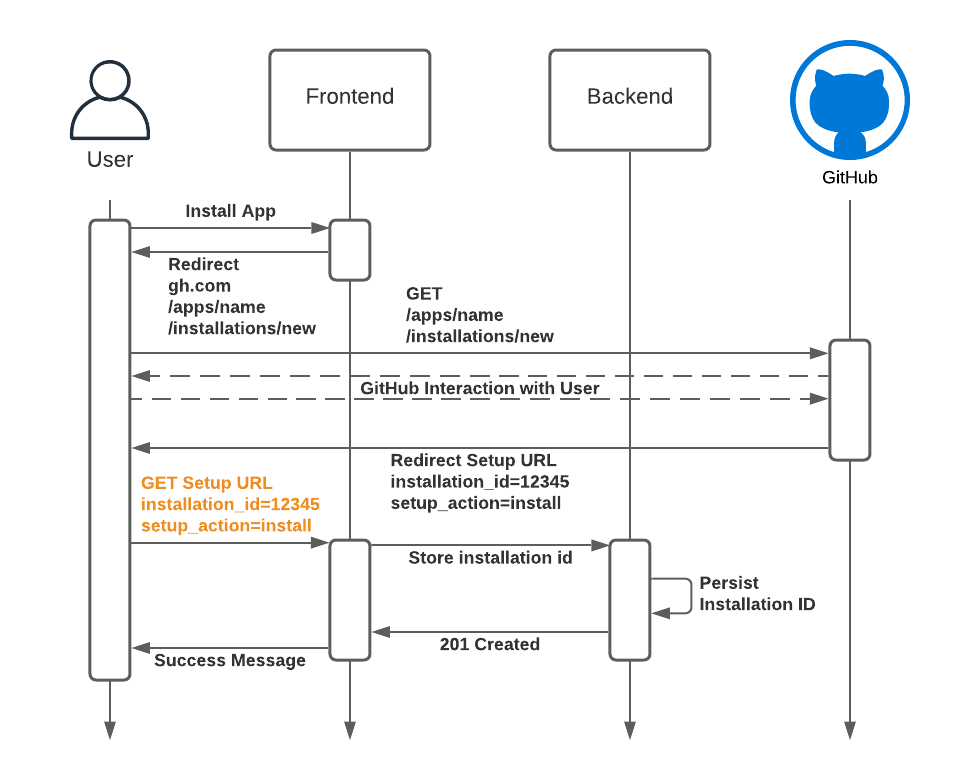 Frontend
Backend
User
GitHub
Install App
Redirect
gh.com
/apps/name
/installations/new
GET
/apps/name
/installations/new
GitHub Interaction with User
Redirect Setup URL
installation_id=12345
setup_action=install
GET Setup URL
installation_id=12345
setup_action=install
Store installation id
Persist
Installation ID
201 Created
Success Message